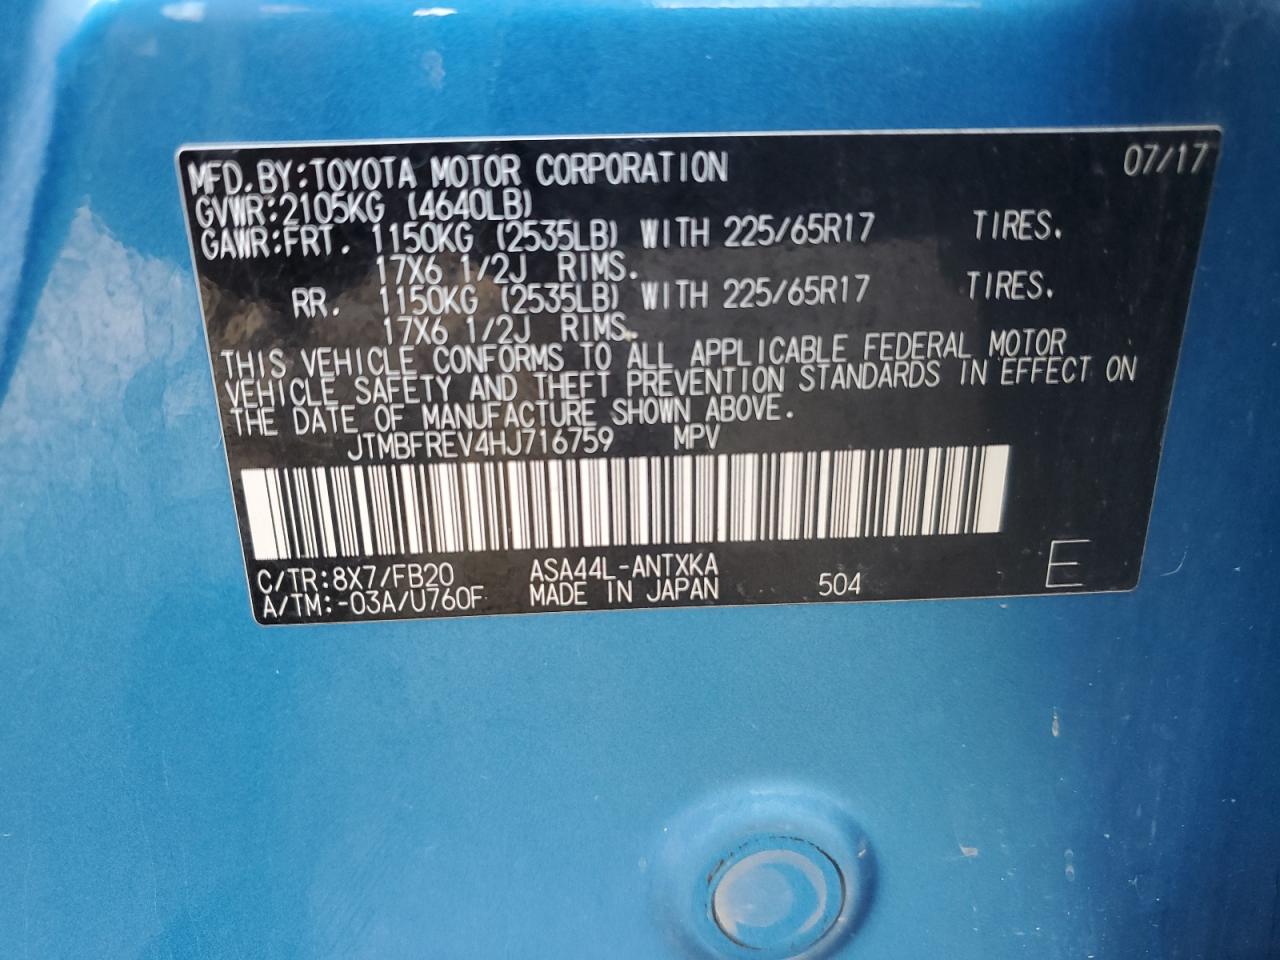 MFD.BY:TOYOTA MOTOR CORPORATION 07/17
GVWR:2105KG (4640LB)
GAWR:FRT. 1150KG (2535LB) WITH 225/65R17 TIRES.
17X6 1/2J RIMS.
RR. 1150KG (2535LB) WITH 225/65R17 TIRES.
17X6 1/2J RIMS.
THIS VEHICLE CONFORMS TO ALL APPLICABLE FEDERAL MOTOR
VEHICLE SAFETY AND THEFT PREVENTION STANDARDS IN EFFECT ON
THE DATE OF MANUFACTURE SHOWN ABOVE.
JTMBFREV4HJ716759 MPV
C/TR:8X7/FB20 ASA44L-ANTXKA
A/TM:-03A/U760F MADE IN JAPAN 504 E